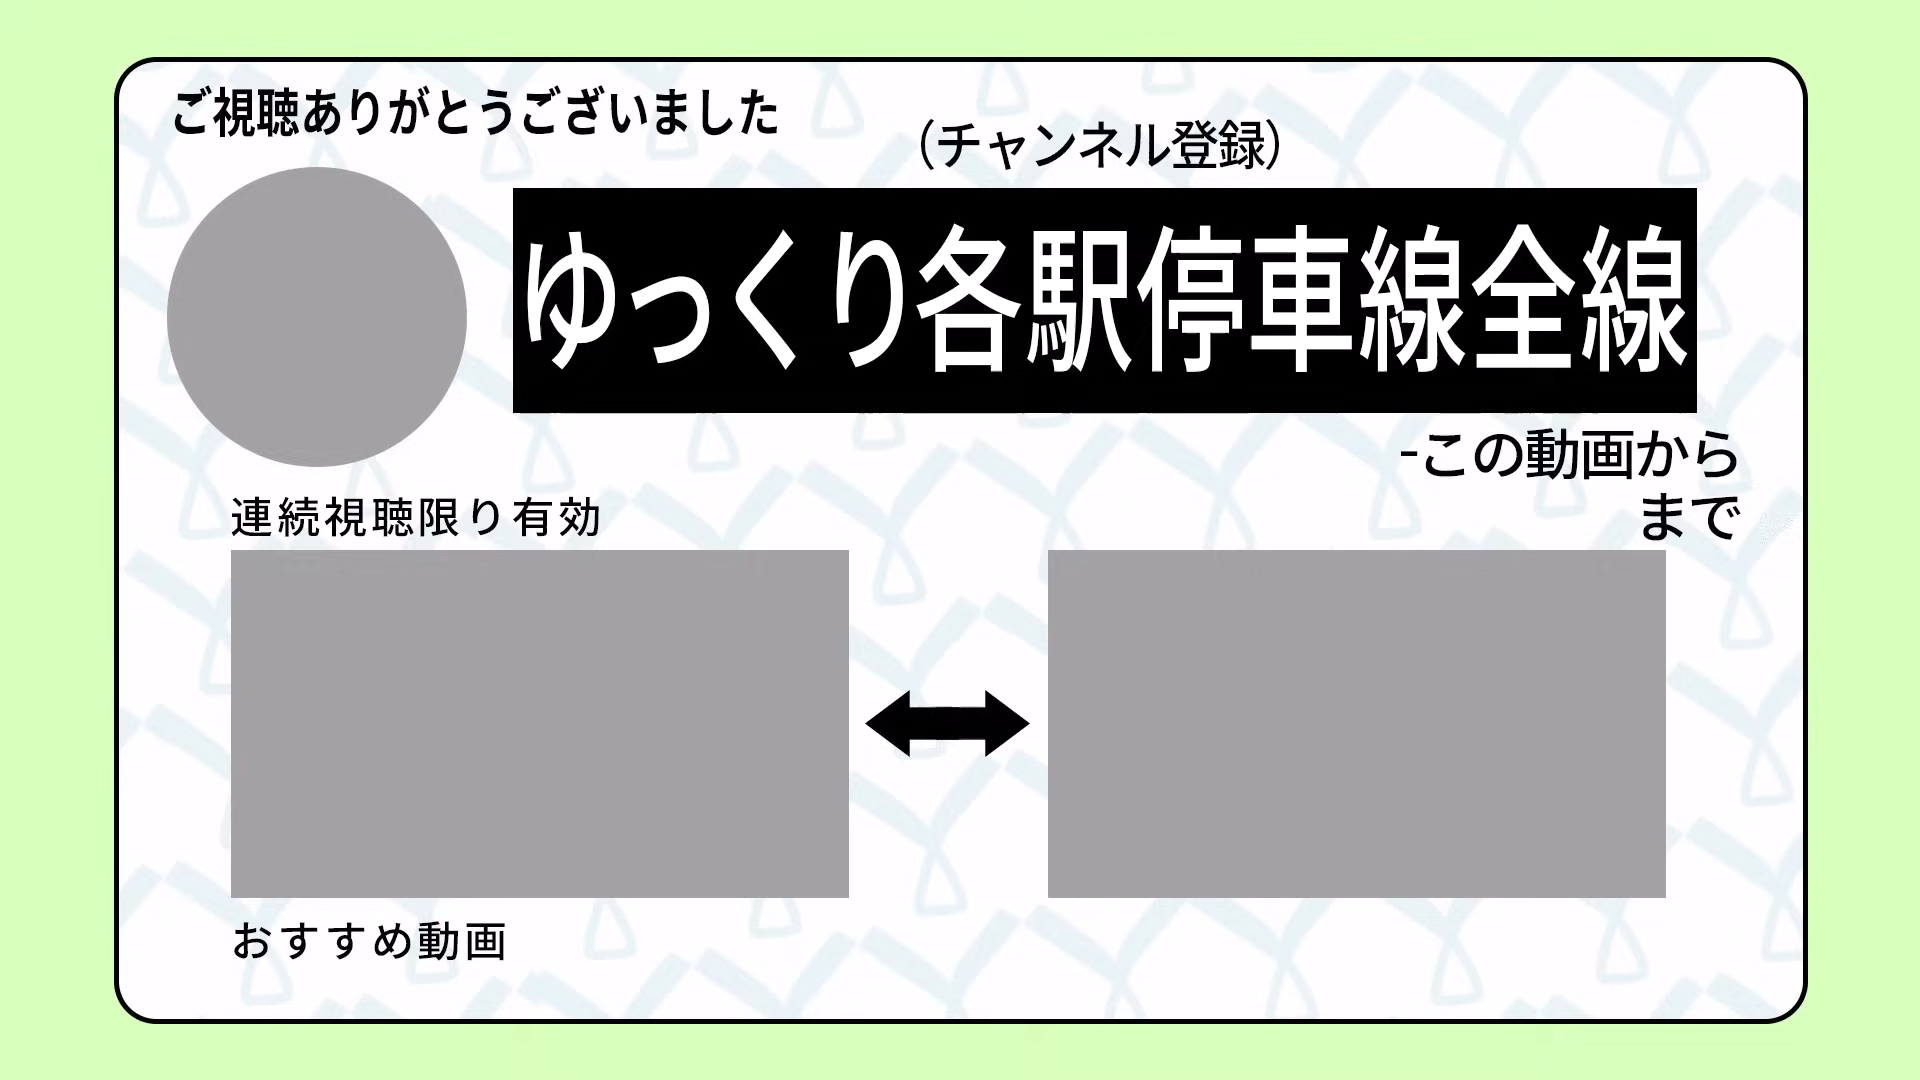 ご視聴ありがとうございました
（チャンネル登録）
ゆっくり各駅停車線全線
-この動画から
まで
連続視聴限り有効
おすすめ動画